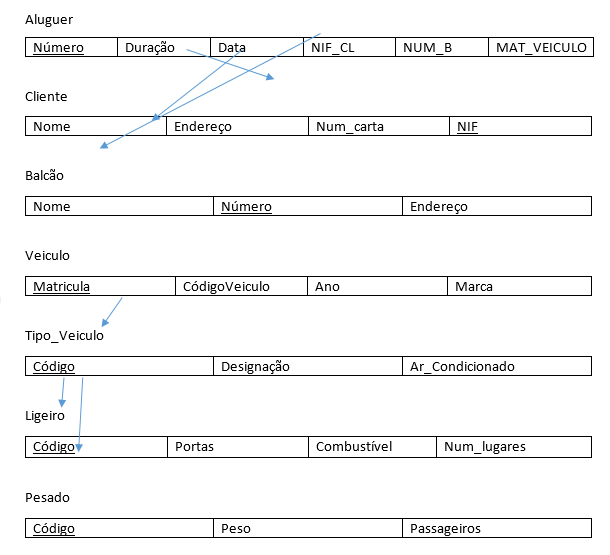 Aluguer
Número Duração Data NIF_CL NUM_B MAT_VEICULO
Cliente
Nome Endereço Num_carta NIF
Balcão
Nome Número Endereço
Veiculo
Matricula CódigoVeiculo Ano Marca
Tipo_Veiculo
Código Designação Ar_Condicionado
Ligeiro
Código Portas Combustível Num_lugares
Pesado
Código Peso Passageiros